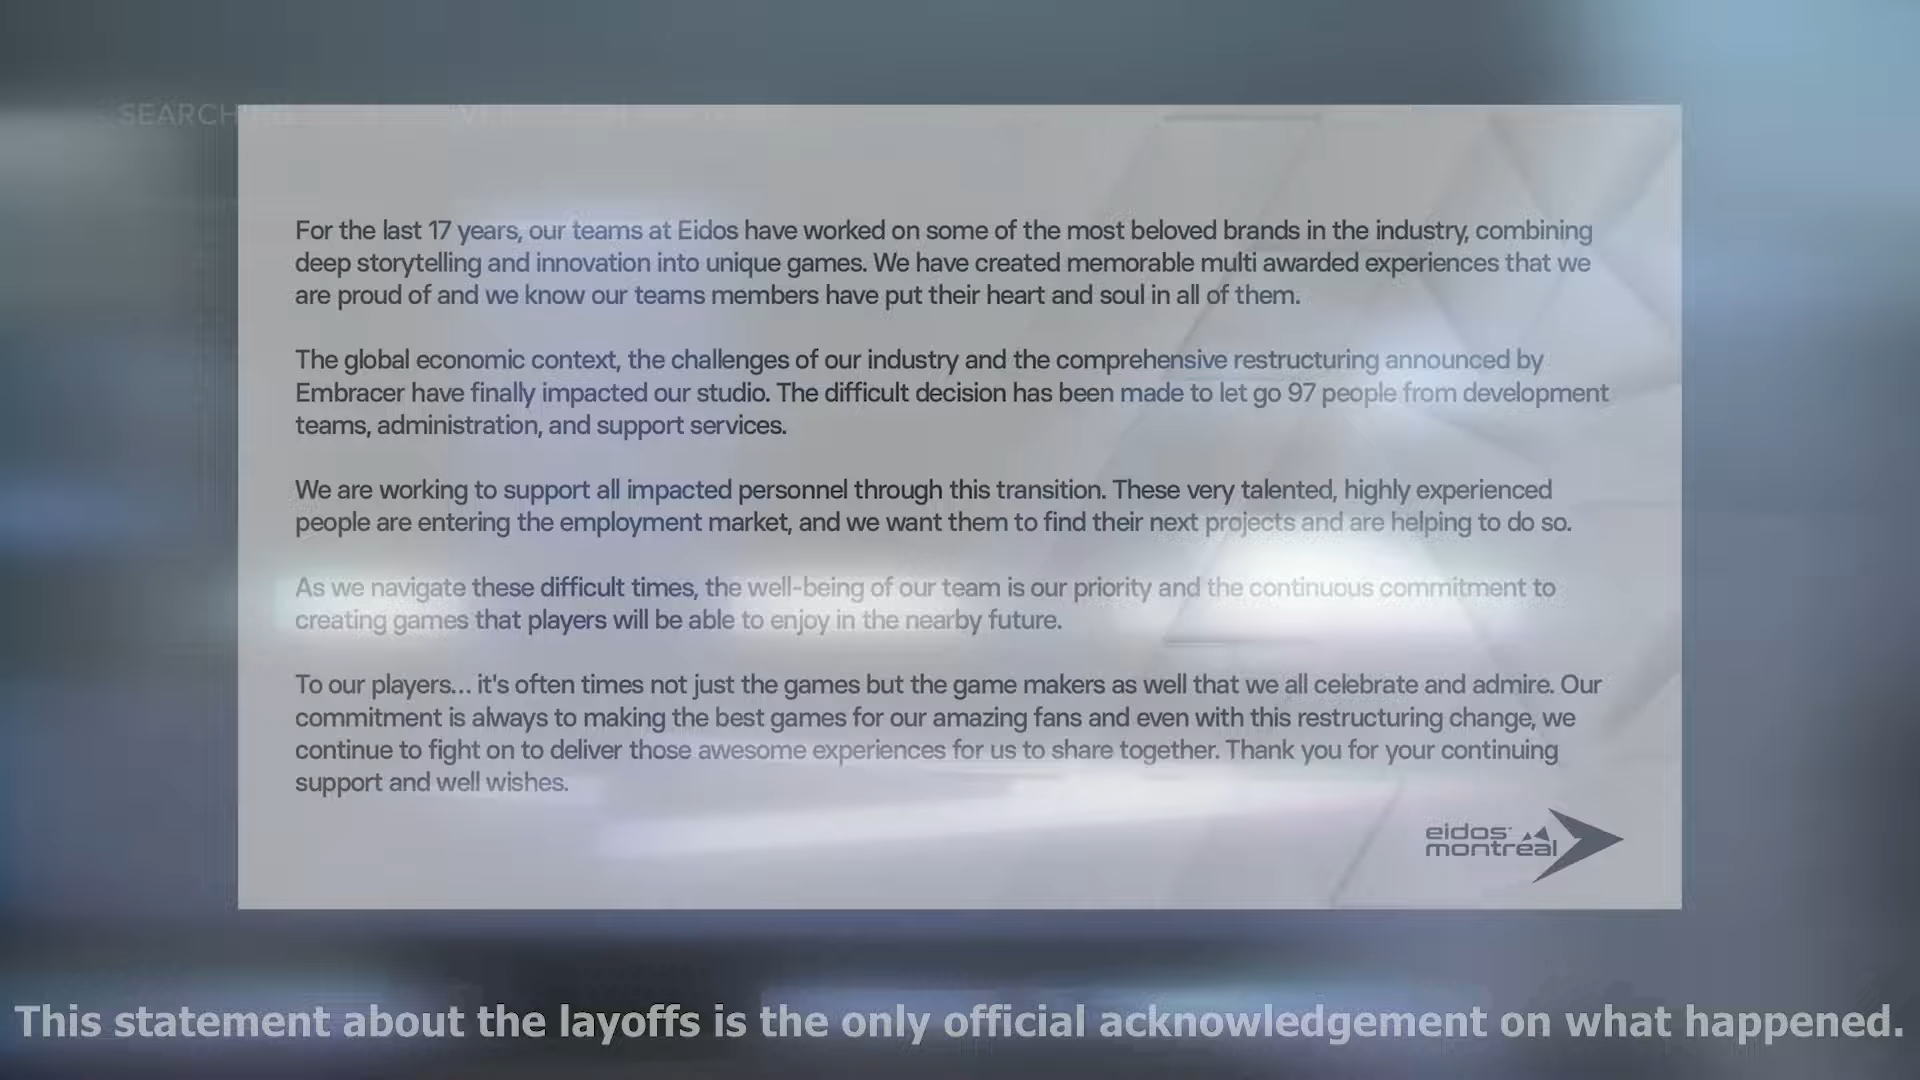 SEARCH
For the last 17 years, our teams at Eidos have worked on some of the most beloved brands in the industry, combining
deep storytelling and innovation into unique games. We have created memorable multi awarded experiences that we
are proud of and we know our teams members have put their heart and soul in all of them.
The global economic context, the challenges of our industry and the comprehensive restructuring announced by
Embracer have finally impacted our studio. The difficult decision has been made to let go 97 people from development
teams, administration, and support services.
We are working to support all impacted personnel through this transition. These very talented, highly experienced
people are entering the employment market, and we want them to find their next projects and are helping to do so.
As we navigate these difficult times, the well-being of our team is our priority and the continuous commitment to
creating games that players will be able to enjoy in the nearby future.
To our players... it's often times not just the games but the game makers as well that we all celebrate and admire. Our
commitment is always to making the best games for our amazing fans and even with this restructuring change, we
continue to fight on to deliver those awesome experiences for us to share together. Thank you for your continuing
support and well wishes.
eidos
montréal
This statement about the layoffs is the only official acknowledgement on what happened.